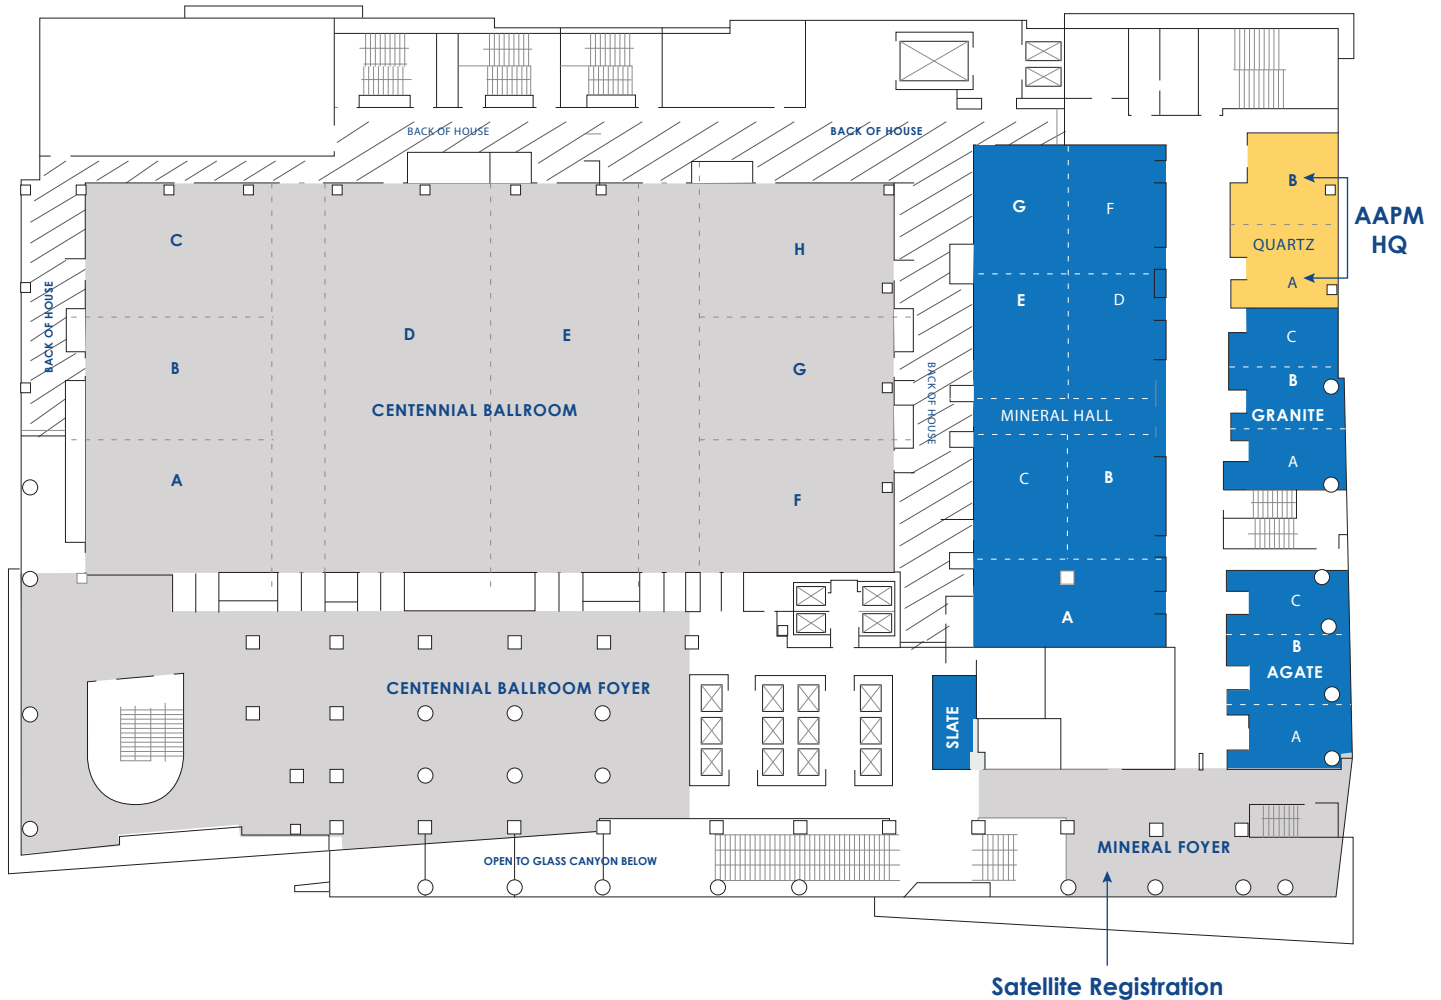 BACK OF HOUSE
BACK OF HOUSE
B
AAPM
HQ
QUARTZ
A
G
F
C
H
E
D
BACK OF HOUSE
D
E
C
B
G
B
BACK OF HOUSE
CENTENNIAL BALLROOM
MINERAL HALL
GRANITE
A
A
F
C
B
A
C
B
AGATE
CENTENNIAL BALLROOM FOYER
SLATE
A
MINERAL FOYER
OPEN TO GLASS CANYON BELOW
Satellite Registration